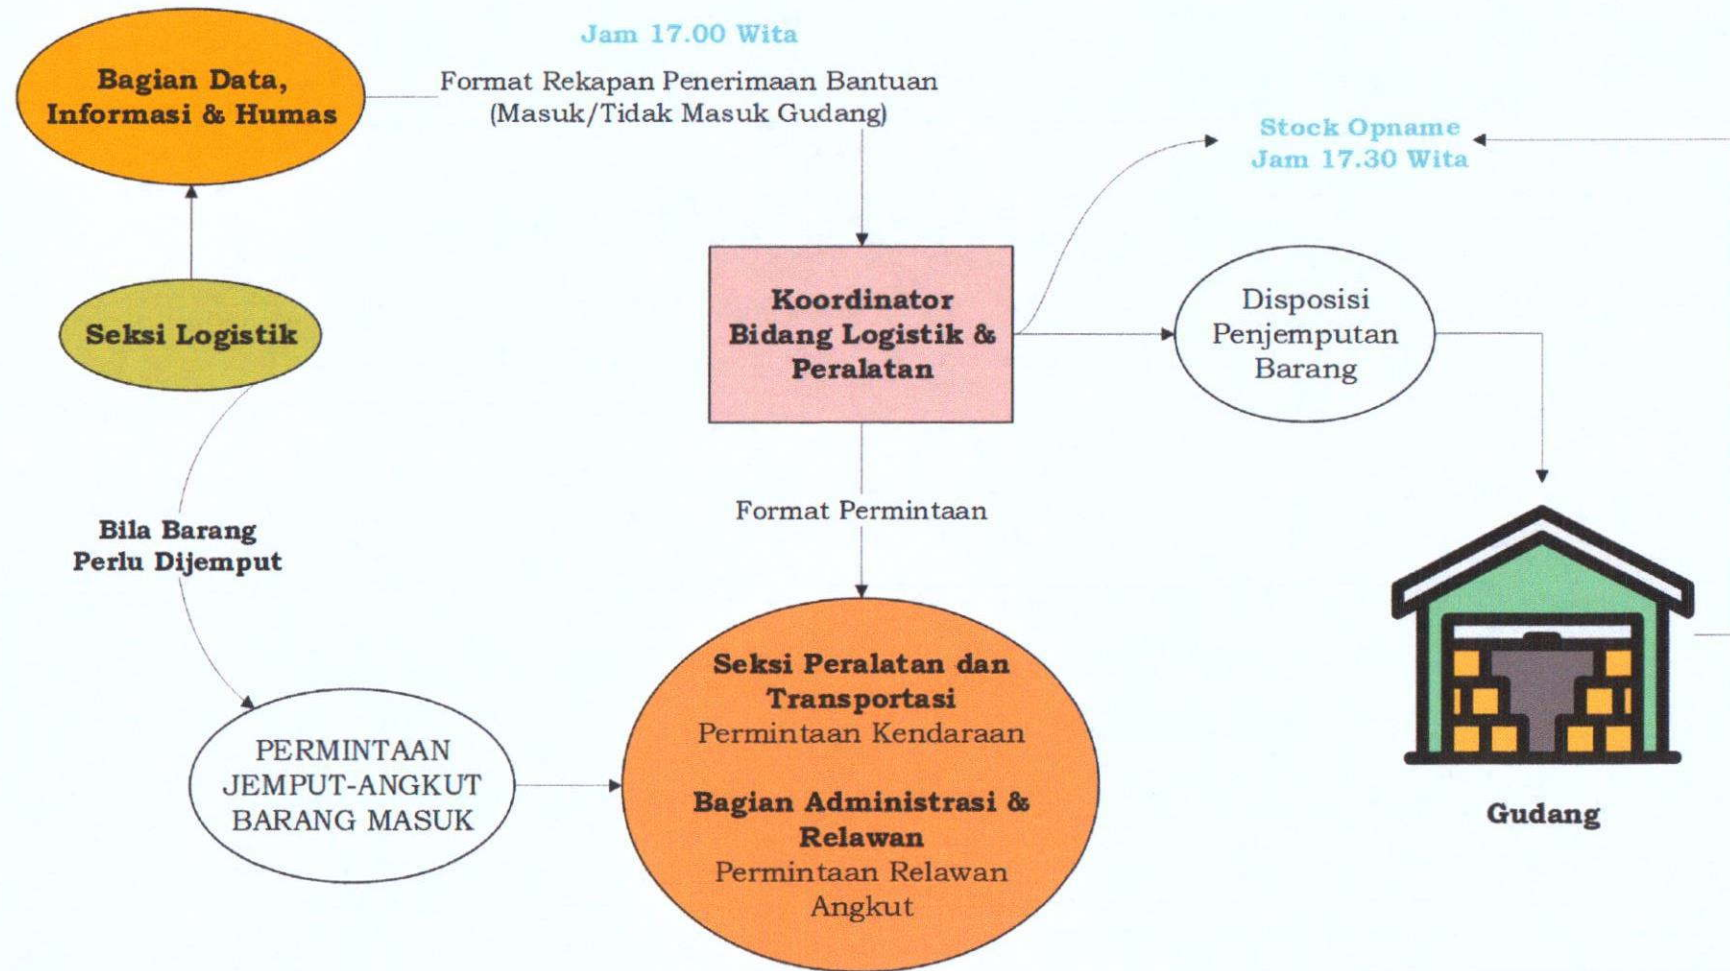 Jam 17.00 Wita
Bagian Data,
Informasi & Humas
Format Rekapan Penerimaan Bantuan
(Masuk/Tidak Masuk Gudang)
Stock Opname
Jam 17.30 Wita
Seksi Logistik
Koordinator
Bidang Logistik &
Peralatan
Disposisi
Penjemputan
Barang
Bila Barang
Perlu Dijemput
Format Permintaan
PERMINTAAN
JEMPUT-ANGKUT
BARANG MASUK
Seksi Peralatan dan
Transportasi
Permintaan Kendaraan
Bagian Administrasi &
Relawan
Permintaan Relawan
Angkut
Gudang